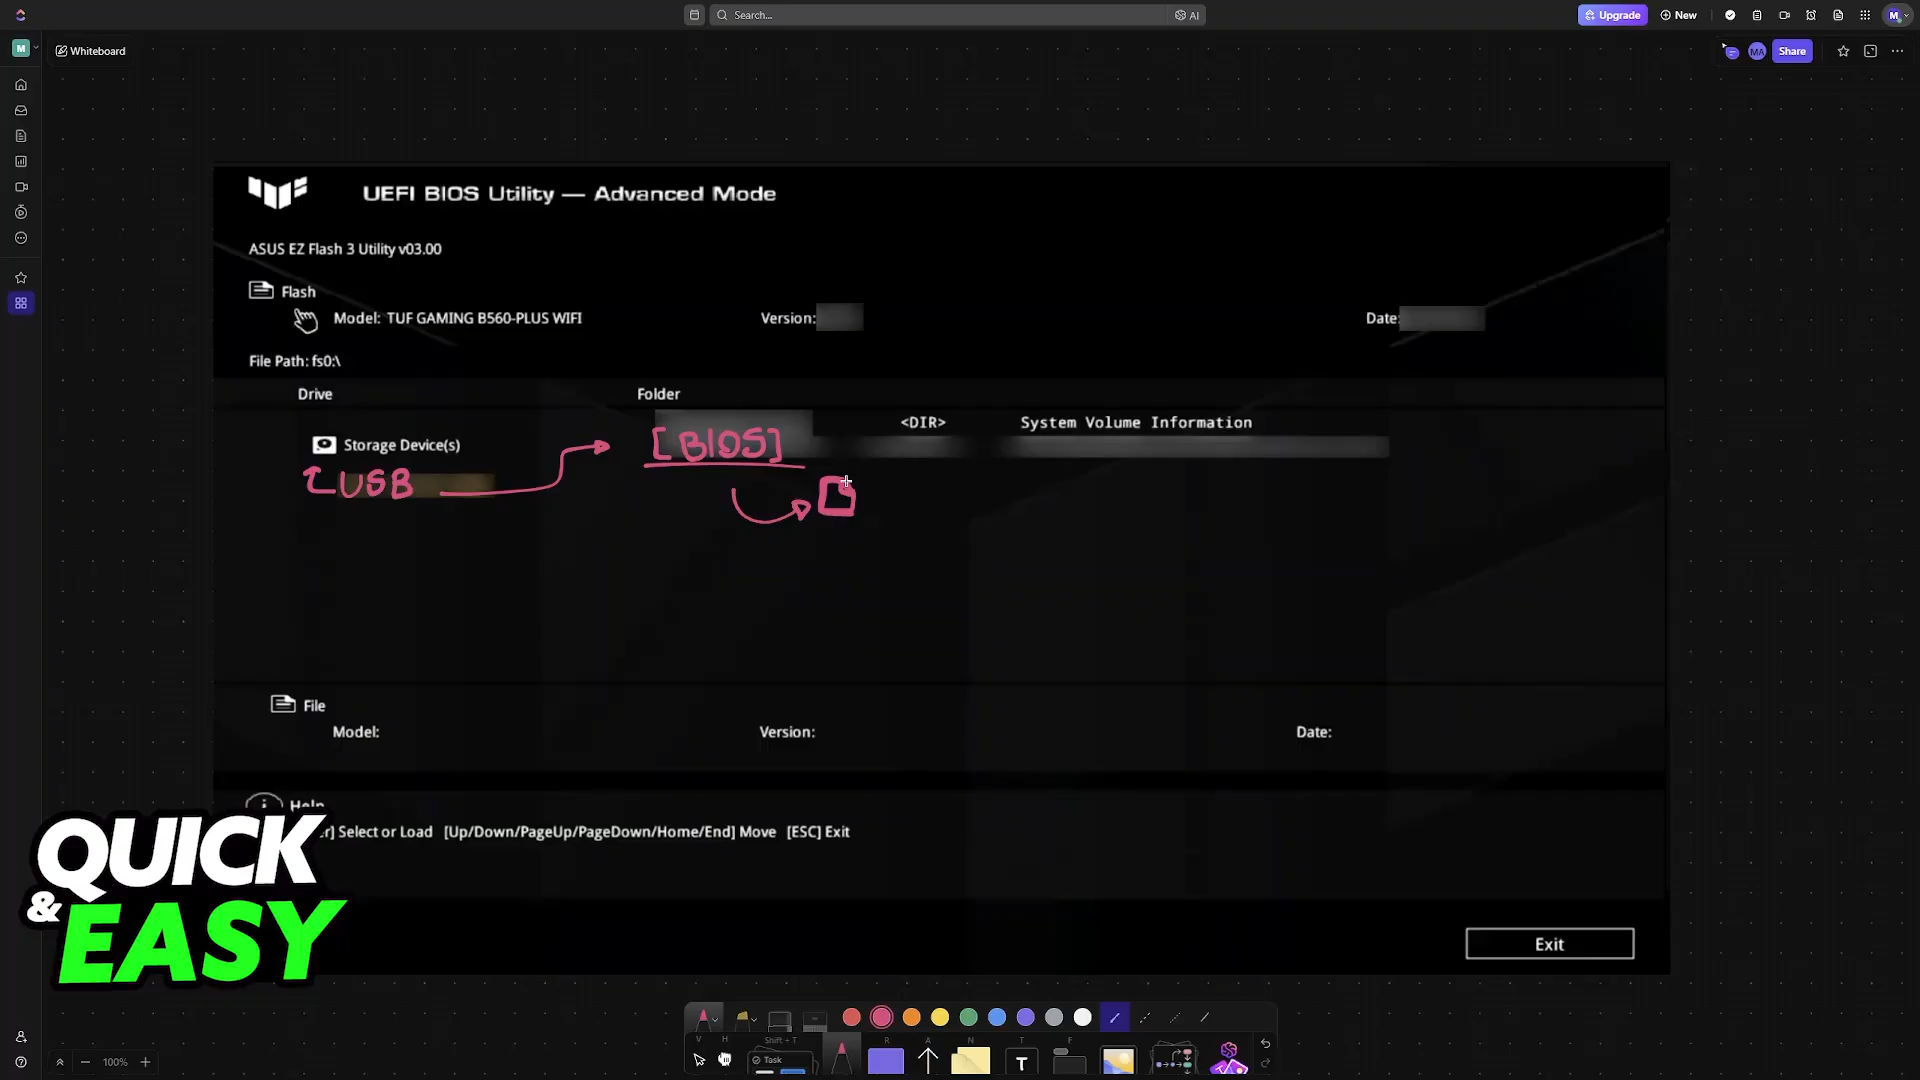 Search...
AI
Upgrade
New
M
M
Whiteboard
MA
Share
UEFI BIOS Utility — Advanced Mode
ASUS EZ Flash 3 Utility v03.00
Flash
Model: TUF GAMING B560-PLUS WIFI
Version:
Date:
File Path: fs0:\
Drive
Folder
<DIR>
System Volume Information
Storage Device(s)
[BIOS]
USB
File
Model:
Version:
Date:
Help
] Select or Load [Up/Down/PageUp/PageDown/Home/End] Move [ESC] Exit
QUICK
&EASY
Exit
V
H
Shift + T
R
A
N
T
F
Task
T
100%